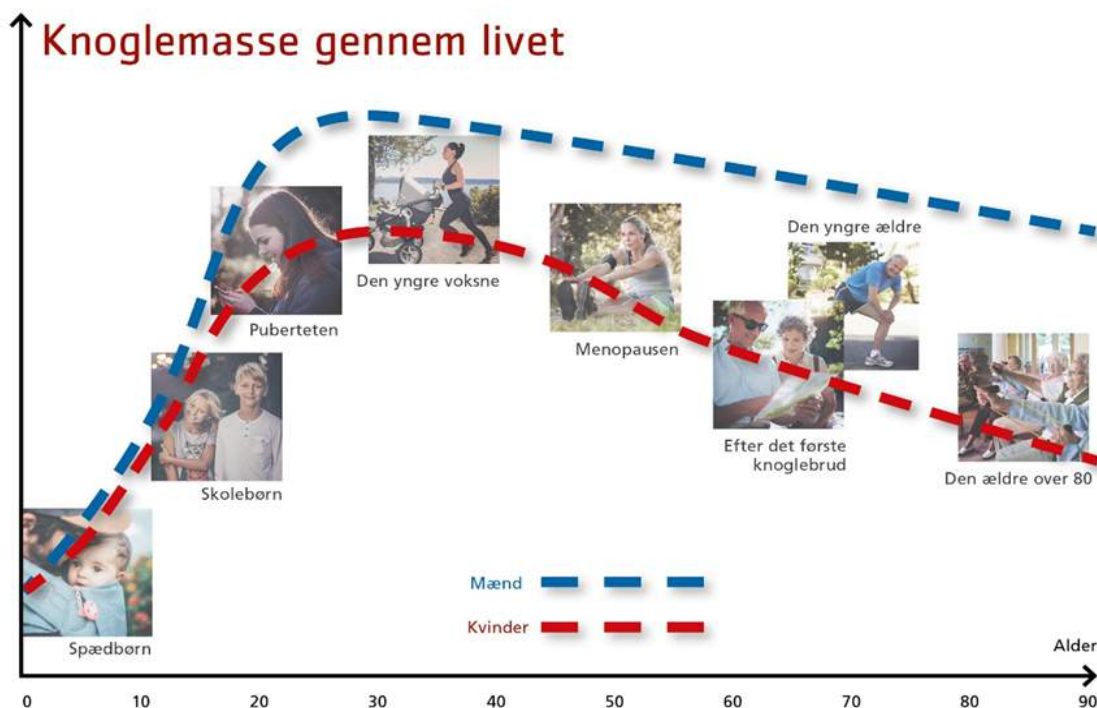 Knoglemasse gennem livet
Den yngre ældre
Den yngre voksne
Puberteten
Menopausen
Efter det første
knoglebrud
Den ældre over 80
Skolebørn
Spædbørn
Mænd
Kvinder
Alder
0 10 20 30 40 50 60 70 80 90